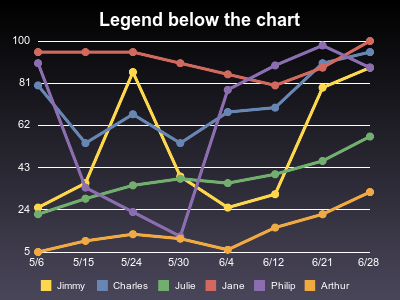 Legend below the chart
100
81
62
43
24
5
5/6 5/15 5/24 5/30 6/4 6/12 6/21 6/28
Jimmy Charles Julie Jane Philip Arthur